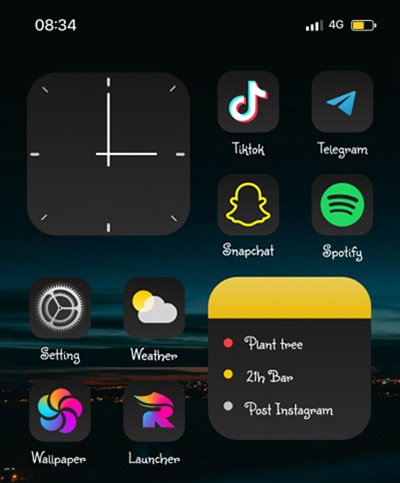 08:34
4G
Tiktok
Telegram
Snapchat
Spotify
Setting
Weather
Plant tree
21h Bar
Post Instagram
Wallpaper
Launcher